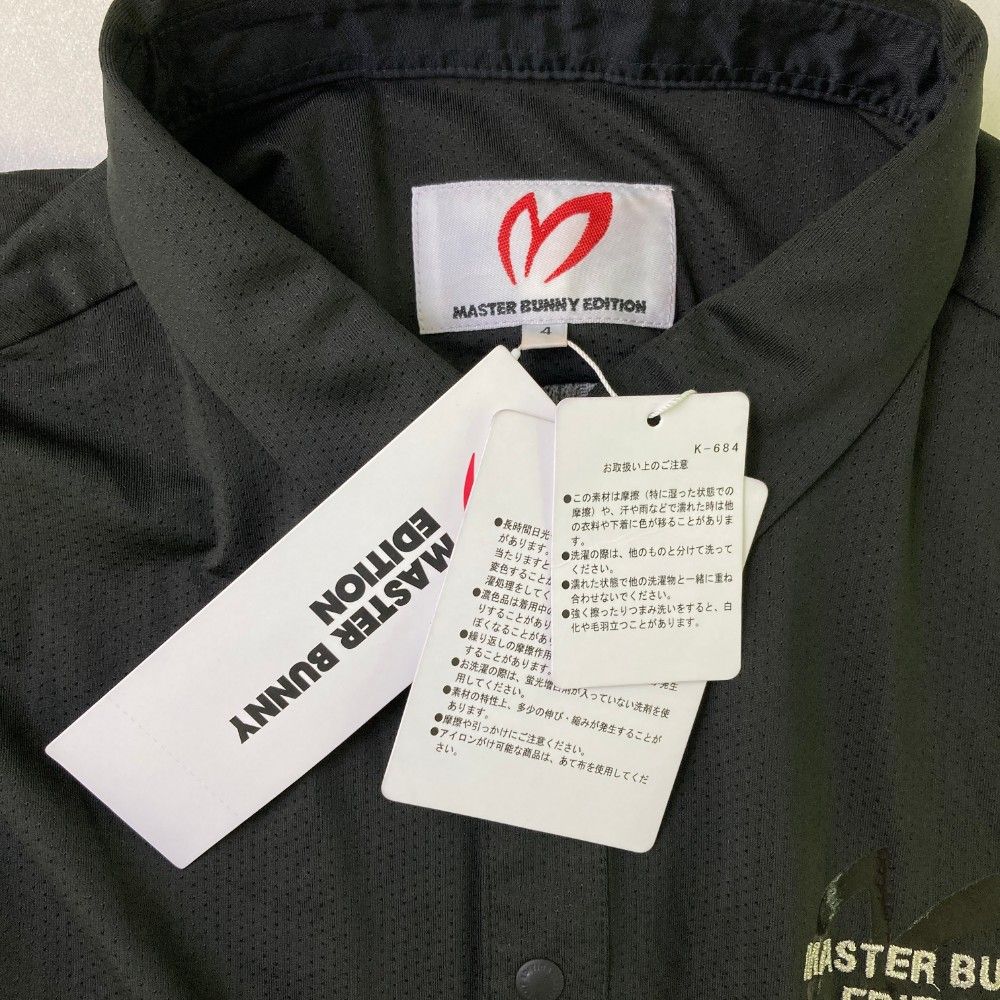 MASTER BUNNY EDITION
4
MASTER BUNNY
EDITION
K-684
お取扱い上のご注意
●この素材は摩擦(特に湿った状態での
摩擦)や、汗や雨などで濡れた時は他
の衣料や下着に色が移ることがありま
す。
●洗濯の際は、他のものと分けて洗って
ください。
●濡れた状態で他の洗濯物と一緒に重ね
合わせないでください。
●強く擦ったりつまみ洗いをすると、白
化や毛羽立つことがあります。
●長時間日光
があります。
当たりますと
変色することが
濯処理をしてく
●濃色品は着用中の
りすることがあり
ぽくなることがあり
●繰り返しの摩擦作用
することがあります。
●お洗濯の際は、蛍光増白剤が入っていない洗剤を使
用してください。
●素材の特性上、多少の伸び・縮みが発生することが
あります。
●摩擦や引っかけにご注意ください。
●アイロンがけ可能な商品は、あて布を使用してくだ
さい。
MASTER BU